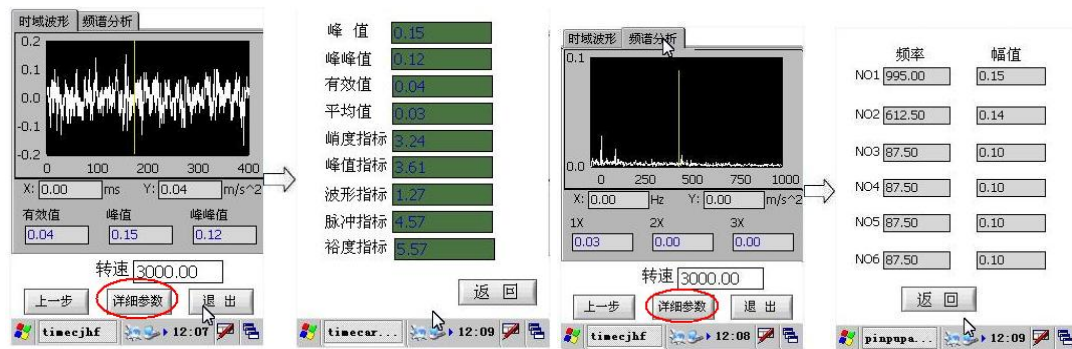 时域波形 频谱分析
0.2
0.1
0.0
-0.1
-0.2
0 100 200 300 400
X: 0.00 ms Y: 0.04 m/s^2
有效值 峰值 峰峰值
0.04 0.15 0.12
转速 3000.00
上一步 详细参数 退 出
timecjhf 12:07
峰 值 0.15
峰峰值 0.12
有效值 0.04
平均值 0.03
峭度指标 3.24
峰值指标 3.61
波形指标 1.27
脉冲指标 4.57
裕度指标 5.57
返 回
timecar... 12:09
时域波形 频谱分析
0.1
0.0
0 250 500 750 1000
X: 0.00 Hz Y: 0.00 m/s^2
1X 2X 3X
0.03 0.00 0.00
转速 3000.00
上一步 详细参数 退 出
timecjhf 12:08
频率 幅值
NO1 995.00 0.15
NO2 612.50 0.14
NO3 87.50 0.10
NO4 87.50 0.10
NO5 87.50 0.10
NO6 87.50 0.10
返 回
pinpupa... 12:09